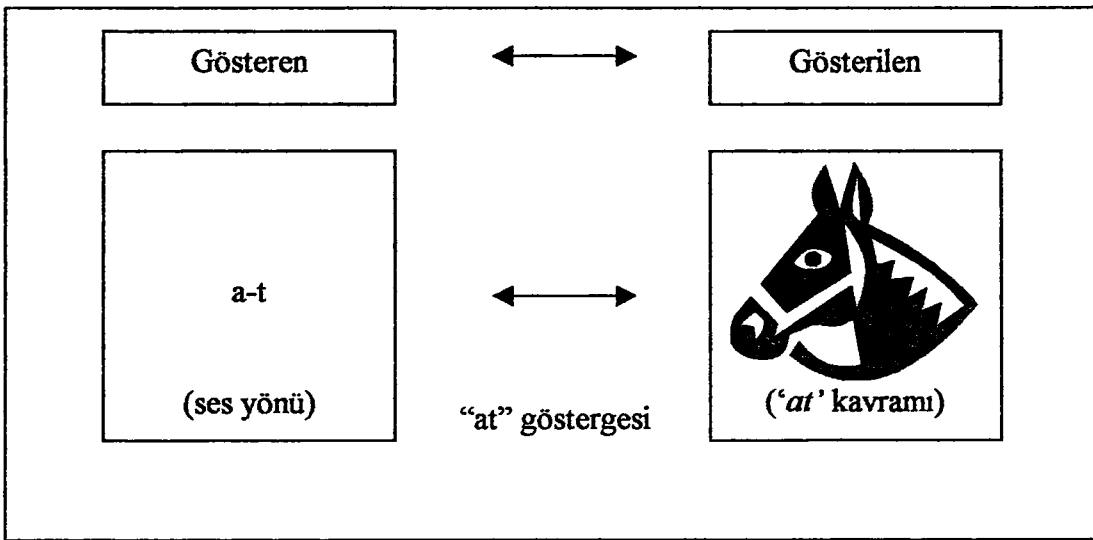 Gösteren
Gösterilen
a-t
(ses yönü)
“at” göstergesi
(‘at’ kavramı)